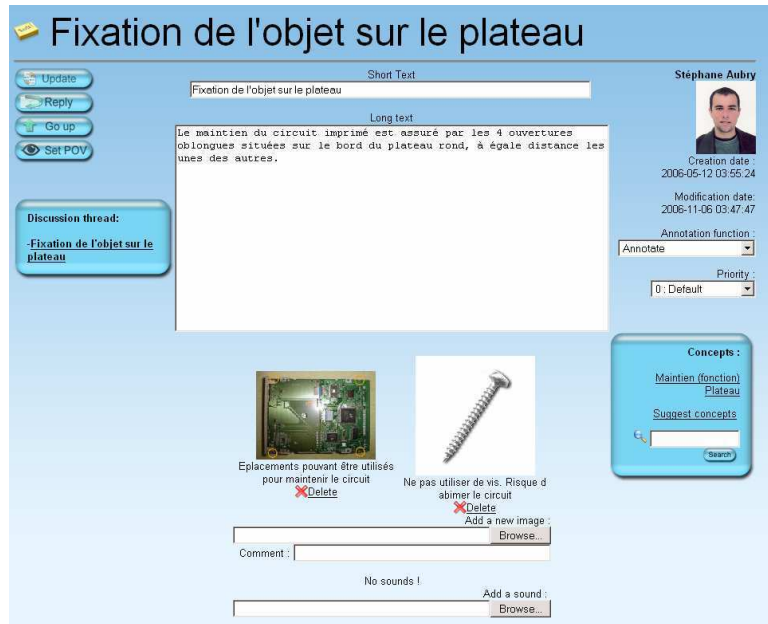 Fixation de l'objet sur le plateau
Update
Reply
Go up
Set POV
Discussion thread:
-Fixation de l'objet sur le
plateau
Short Text
Fixation de l'objet sur le plateau
Long text
Le maintien du circuit imprimé est assuré par les 4 ouvertures
oblongues situées sur le bord du plateau rond, à égale distance les
unes des autres.
Stéphane Aubry
Creation date :
2006-05-12 03:55:24
Modification date:
2006-11-06 03:47:47
Annotation function :
Annotate
Priority :
0 : Default
Concepts :
Maintien (fonction)
Plateau
Suggest concepts
Search
Eplacements pouvant être utilisés
pour maintenir le circuit
Delete
Ne pas utiliser de vis. Risque d
abimer le circuit
Delete
Add a new image :
Browse...
Comment :
No sounds !
Add a sound :
Browse...